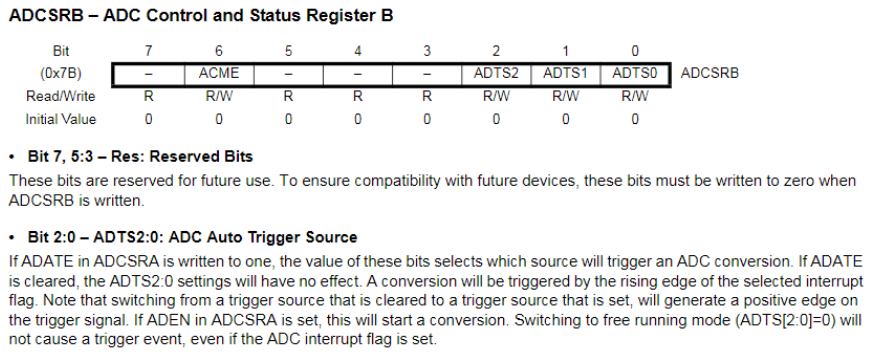 ADCSRB – ADC Control and Status Register B
Bit 7 6 5 4 3 2 1 0
(0x7B) – ACME – – – ADTS2 ADTS1 ADTS0 ADCSRB
Read/Write R R/W R R R R/W R/W R/W
Initial Value 0 0 0 0 0 0 0 0
• Bit 7, 5:3 – Res: Reserved Bits
These bits are reserved for future use. To ensure compatibility with future devices, these bits must be written to zero when
ADCSRB is written.
• Bit 2:0 – ADTS2:0: ADC Auto Trigger Source
If ADATE in ADCSRA is written to one, the value of these bits selects which source will trigger an ADC conversion. If ADATE
is cleared, the ADTS2:0 settings will have no effect. A conversion will be triggered by the rising edge of the selected interrupt
flag. Note that switching from a trigger source that is cleared to a trigger source that is set, will generate a positive edge on
the trigger signal. If ADEN in ADCSRA is set, this will start a conversion. Switching to free running mode (ADTS[2:0]=0) will
not cause a trigger event, even if the ADC interrupt flag is set.